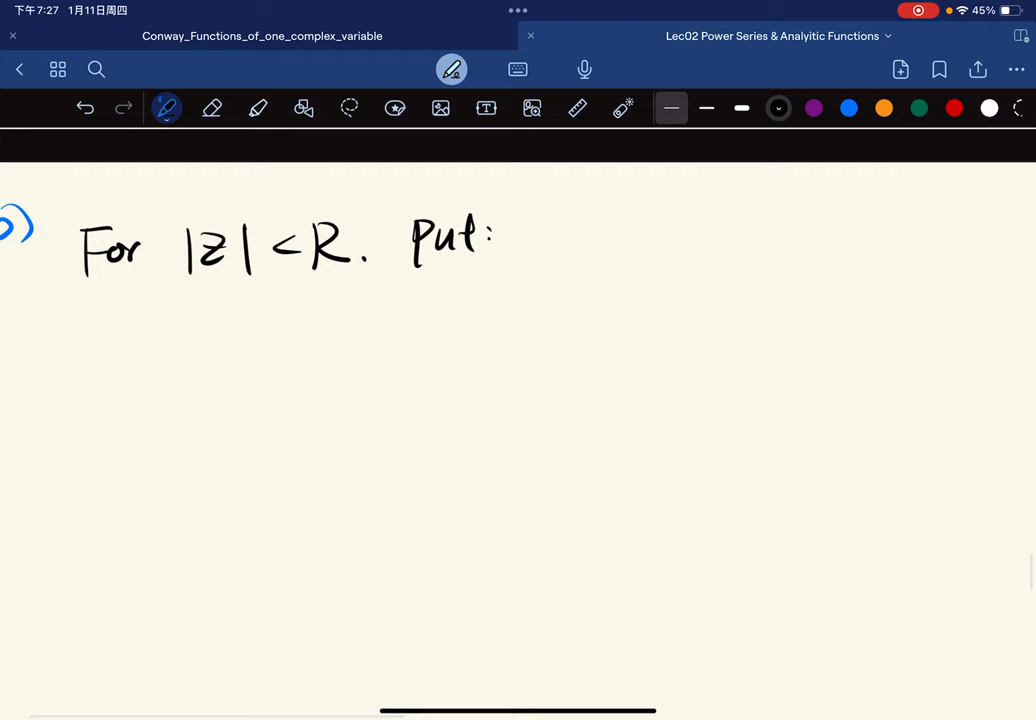 下午7:27 1月11日周四
45%
Conway_Functions_of_one_complex_variable
Lec02 Power Series & Analyitic Functions
For |z| < R. Put: